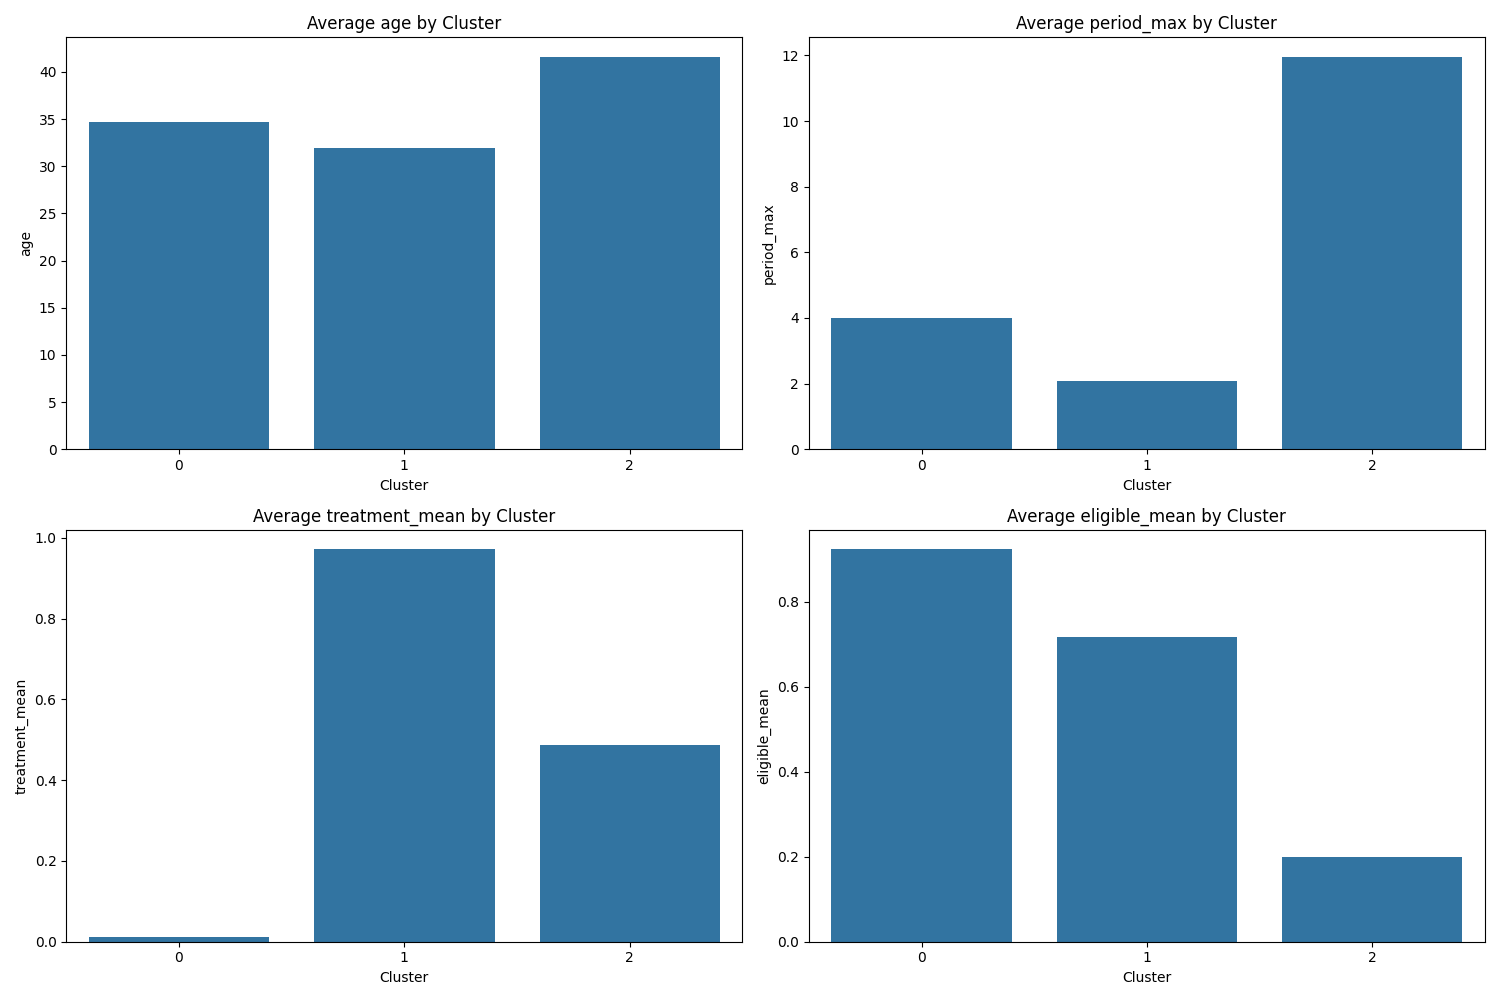 Average age by Cluster
40
35
30
25
20
15
10
5
0
age
0 1 2
Cluster
Average period_max by Cluster
12
10
8
6
4
2
0
period_max
0 1 2
Cluster
Average treatment_mean by Cluster
1.0
0.8
0.6
0.4
0.2
0.0
treatment_mean
0 1 2
Cluster
Average eligible_mean by Cluster
0.8
0.6
0.4
0.2
0.0
eligible_mean
0 1 2
Cluster